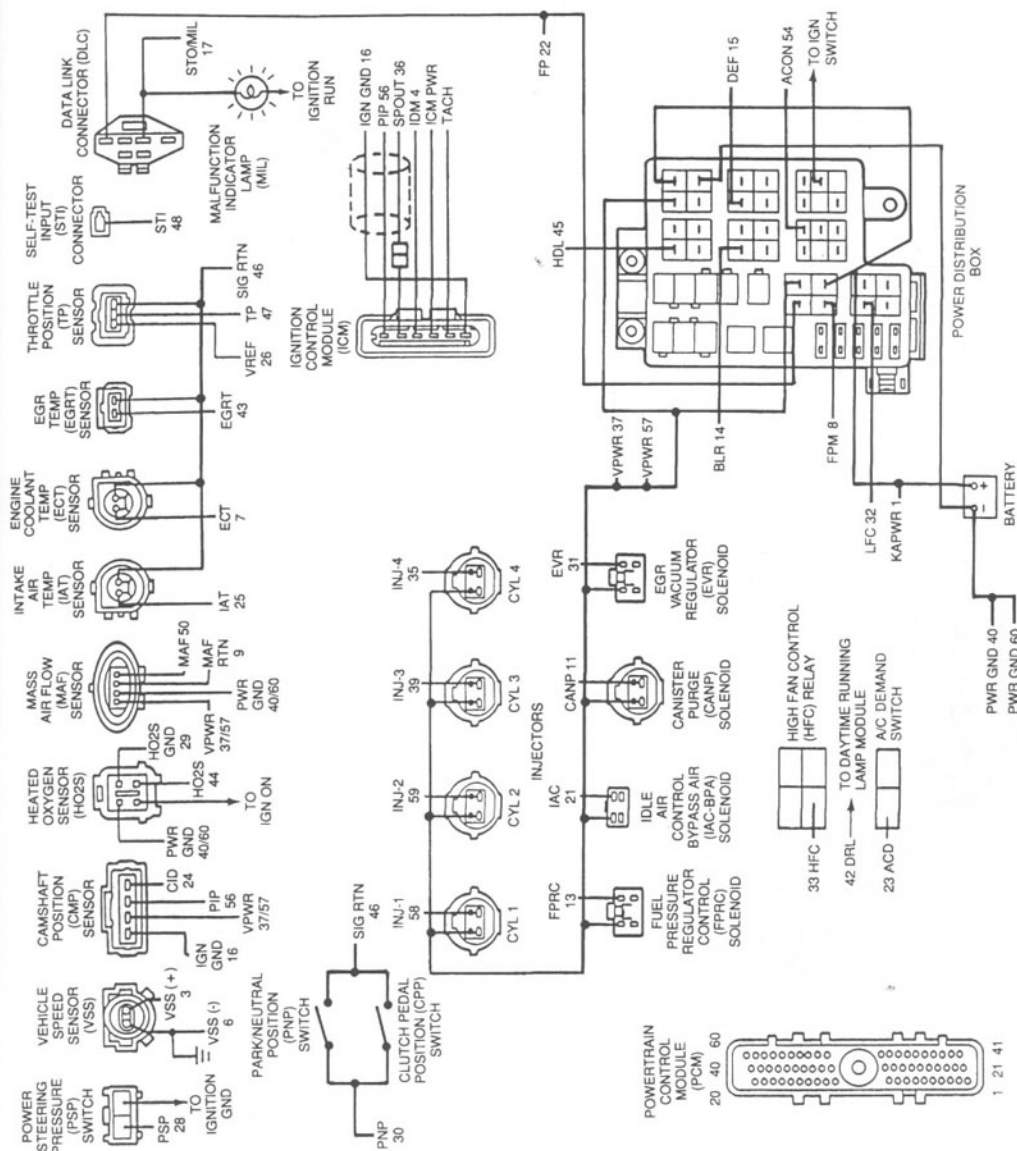 DATA LINK
CONNECTOR (DLC)
STO/MIL
17
TO
IGNITION
RUN
MALFUNCTION
INDICATOR
LAMP
(MIL)
SELF-TEST
INPUT
(STI)
CONNECTOR
STI
48
THROTTLE
POSITION
(TP)
SENSOR
SIG RTN
46
TP
47
VREF
26
EGR
TEMP
(EGRT)
SENSOR
EGRT
43
ENGINE
COOLANT
TEMP
(ECT)
SENSOR
ECT
7
INTAKE
AIR
TEMP
(IAT)
SENSOR
IAT
25
MASS
AIR FLOW
(MAF)
SENSOR
MAF 50
MAF
RTN
9
PWR
GND
40/60
VPWR
37/57
HEATED
OXYGEN
SENSOR
(HO2S)
HO2S
GND
29
HO2S
44
TO
IGN ON
PWR
GND
40/60
CAMSHAFT
POSITION
(CMP)
SENSOR
CID
24
PIP
56
VPWR
37/57
IGN
GND
16
VEHICLE
SPEED
SENSOR
(VSS)
VSS (+)
3
VSS (-)
6
POWER
STEERING
PRESSURE
(PSP)
SWITCH
PSP
28
TO
IGNITION
GND
IGN GND 16
PIP 56
SPOUT 36
IDM 4
ICM PWR
TACH
IGNITION
CONTROL
MODULE
(ICM)
FP 22
DEF 15
ACON 54
TO IGN
SWITCH
HDL 45
POWER DISTRIBUTION
BOX
VPWR 37
VPWR 57
BLR 14
FPM 8
LFC 32
KAPWR 1
+
-
BATTERY
PWR GND 40
PWR GND 60
INJ-4
35
CYL 4
INJ-3
39
CYL 3
INJ-2
59
CYL 2
INJ-1
58
CYL 1
INJECTORS
EVR
31
EGR
VACUUM
REGULATOR
(EVR)
SOLENOID
CANP 11
CANISTER
PURGE
(CANP)
SOLENOID
IAC
21
IDLE
AIR
CONTROL
BYPASS AIR
(IAC-BPA)
SOLENOID
FPRC
13
FUEL
PRESSURE
REGULATOR
CONTROL
(FPRC)
SOLENOID
SIG RTN
46
PARK/NEUTRAL
POSITION
(PNP)
SWITCH
CLUTCH PEDAL
POSITION (CPP)
SWITCH
PNP
30
HIGH FAN CONTROL
(HFC) RELAY
33 HFC
TO DAYTIME RUNNING
LAMP MODULE
42 DRL
A/C DEMAND
SWITCH
23 ACD
POWERTRAIN
CONTROL
MODULE
(PCM)
20 40 60
1 21 41